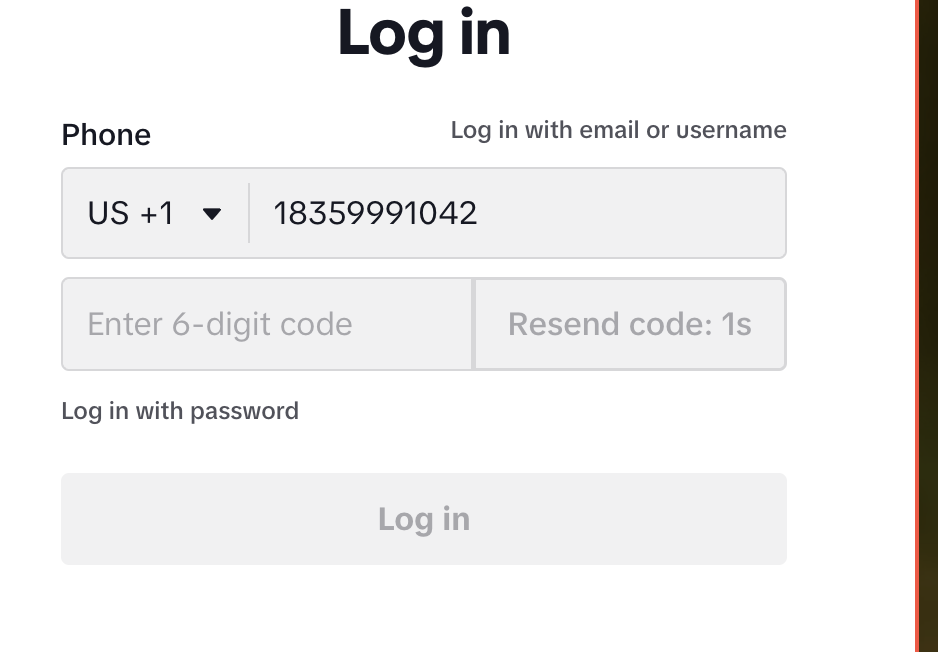 Log in
Phone
Log in with email or username
US +1
18359991042
Enter 6-digit code
Resend code: 1s
Log in with password
Log in